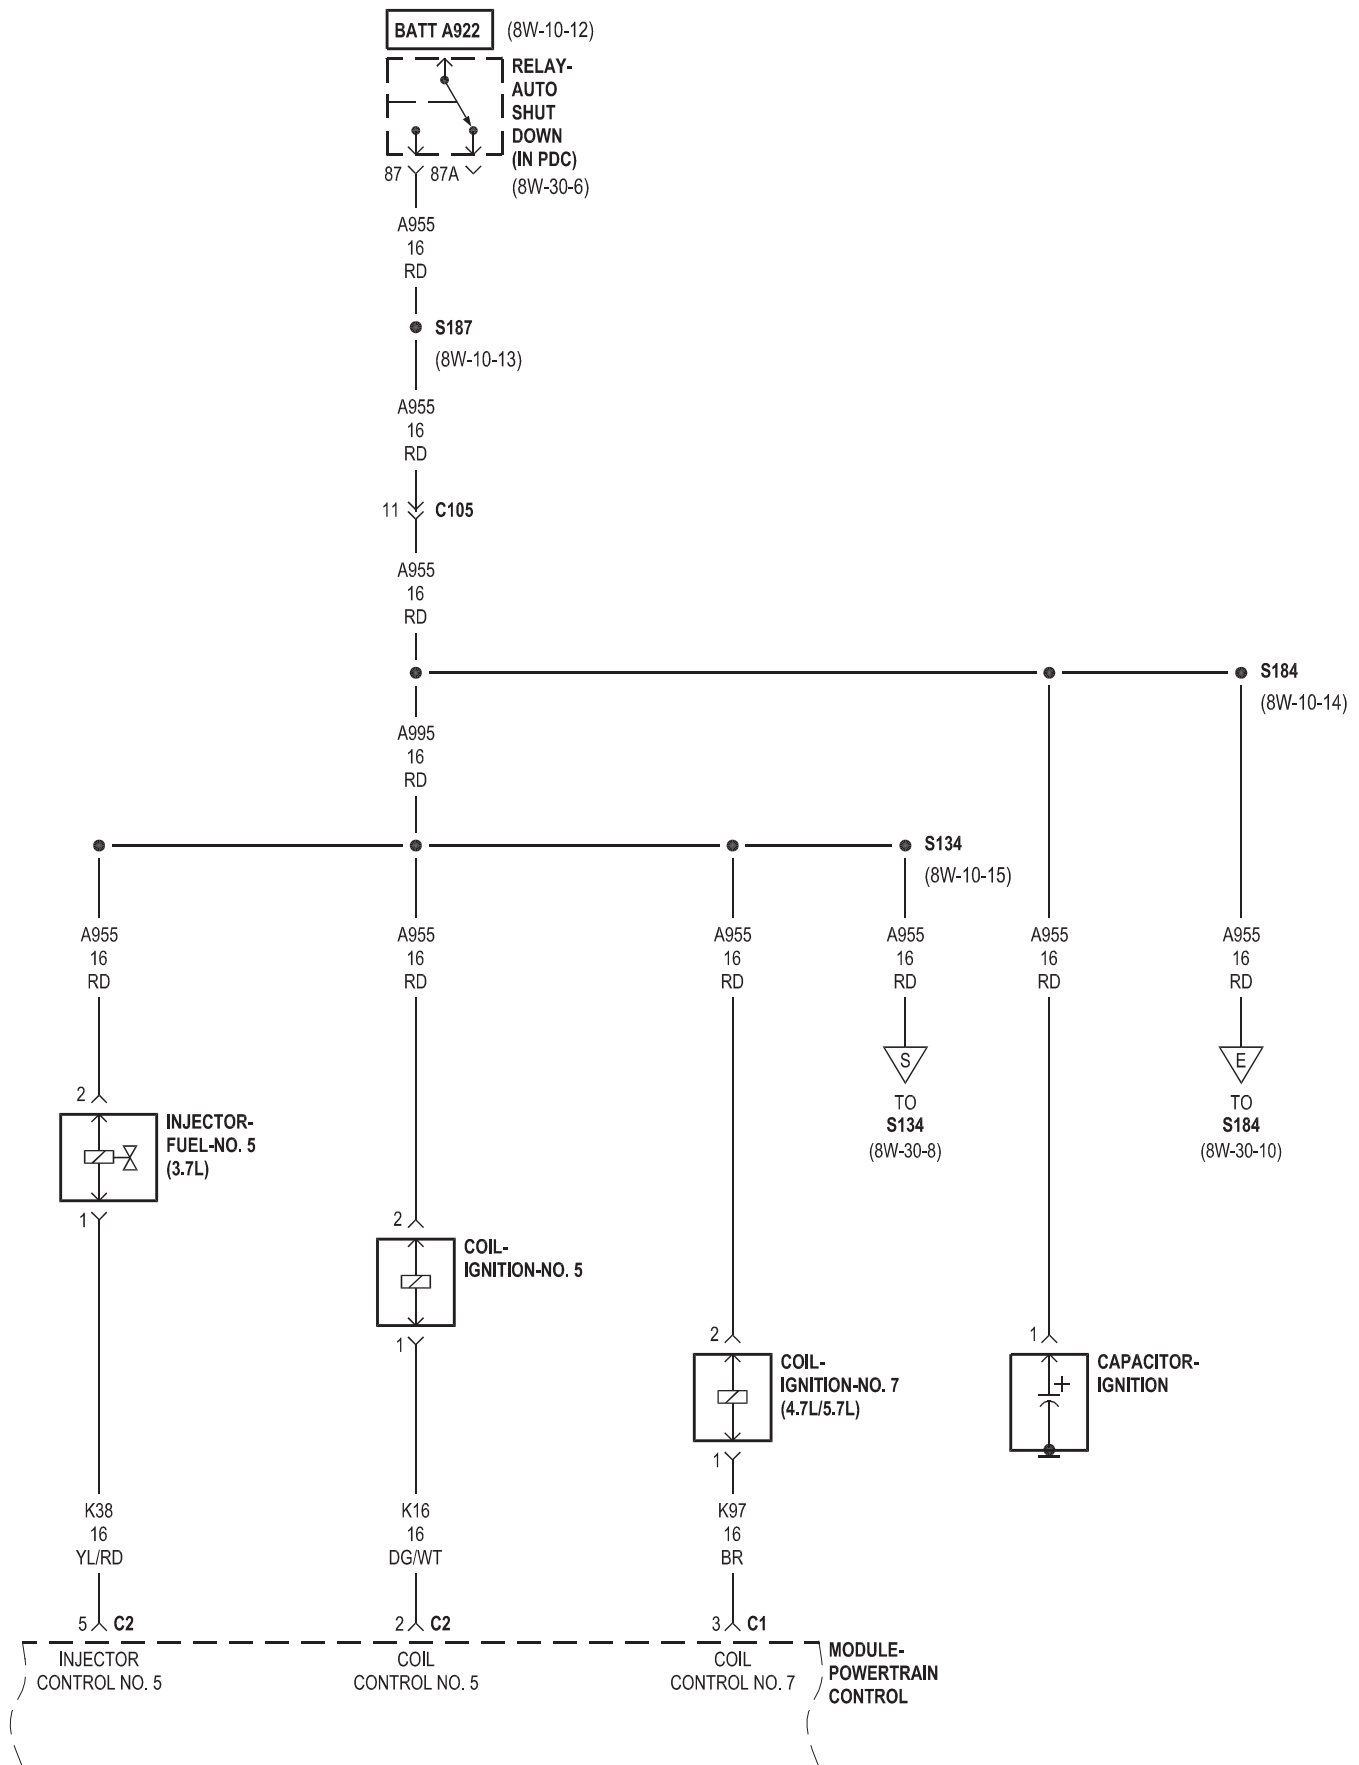 BATT A922 (8W-10-12)
RELAY-
AUTO
SHUT
DOWN
(IN PDC)
(8W-30-6)
87 87A
A955
16
RD
S187
(8W-10-13)
A955
16
RD
11 C105
A955
16
RD
S184
(8W-10-14)
A995
16
RD
S134
(8W-10-15)
A955 A955 A955 A955 A955 A955
16 16 16 16 16 16
RD RD RD RD RD RD
S E
TO TO
S134 S184
(8W-30-8) (8W-30-10)
2
INJECTOR-
FUEL-NO. 5
(3.7L)
1
2
COIL-
IGNITION-NO. 5
1
2
COIL-
IGNITION-NO. 7
(4.7L/5.7L)
1
1
CAPACITOR-
IGNITION
+
K38 K16 K97
16 16 16
YL/RD DG/WT BR
5 C2 2 C2 3 C1
INJECTOR COIL COIL
CONTROL NO. 5 CONTROL NO. 5 CONTROL NO. 7
MODULE-
POWERTRAIN
CONTROL